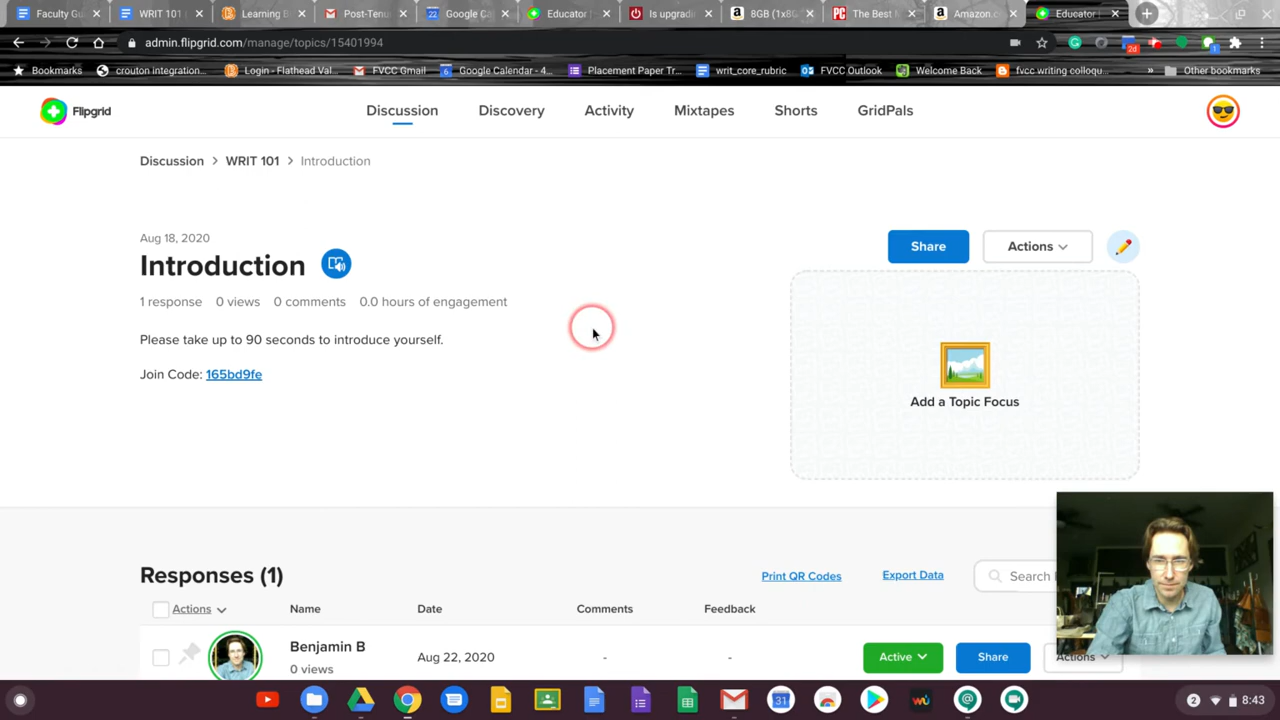 Faculty Gui
WRIT 101
Learning B
Post-Term
Google Ca
Educator
Is upgradi
8GB (1x8G
The Best
Amazon.c
Educator
admin.flipgrid.com/manage/topics/15401994
2d
1
Bookmarks
crouton integration...
Login - Flathead Val...
FVCC Gmail
Google Calendar - 4...
Placement Paper Tr...
writ_core_rubric
FVCC Outlook
Welcome Back
fvcc writing colloqu...
»
Other bookmarks
Flipgrid
Discussion
Discovery
Activity
Mixtapes
Shorts
GridPals
Discussion > WRIT 101 > Introduction
Aug 18, 2020
Share
Actions
Introduction
1 response 0 views 0 comments 0.0 hours of engagement
Please take up to 90 seconds to introduce yourself.
Join Code: 165bd9fe
Add a Topic Focus
Responses (1)
Print QR Codes
Export Data
Search
Actions
Name
Date
Comments
Feedback
Benjamin B
0 views
Aug 22, 2020
-
-
Active
Share
Actions
31
2
8:43